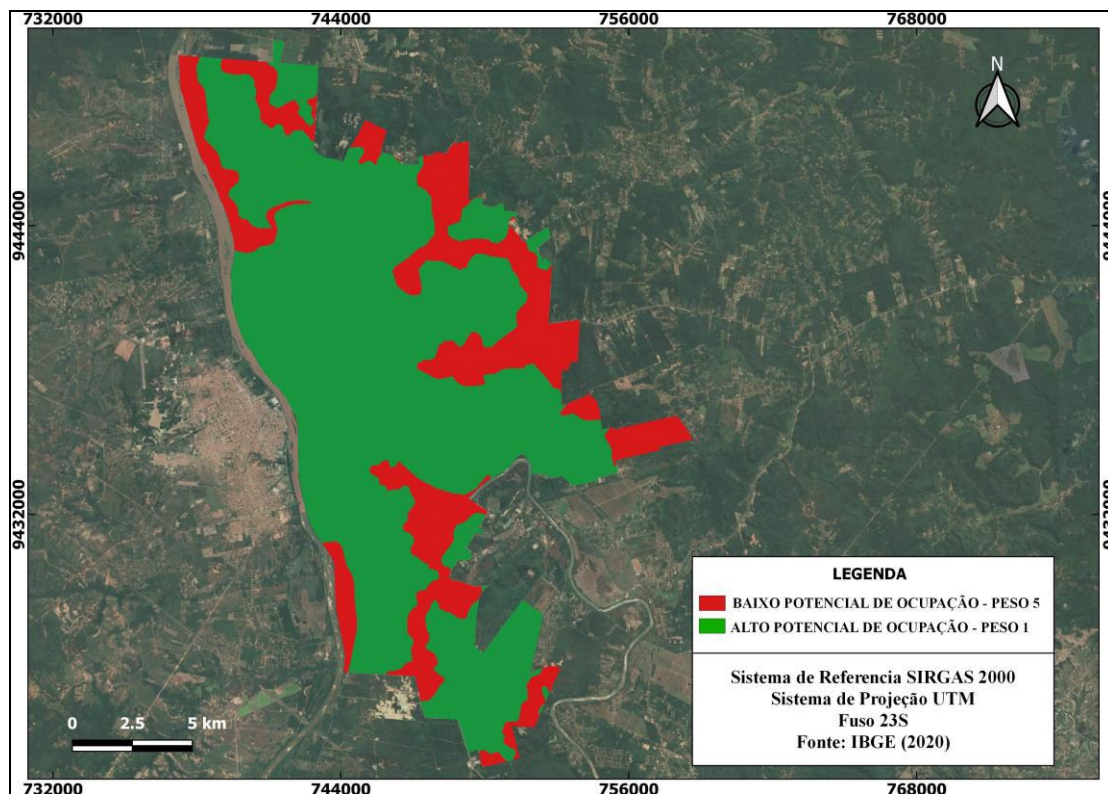 732000 744000 756000 768000
N
9444000 9444000
9432000 9432000
LEGENDA
BAIXO POTENCIAL DE OCUPAÇÃO - PESO 5
ALTO POTENCIAL DE OCUPAÇÃO - PESO 1
Sistema de Referencia SIRGAS 2000
Sistema de Projeção UTM
Fuso 23S
Fonte: IBGE (2020)
0 2.5 5 km
732000 744000 756000 768000